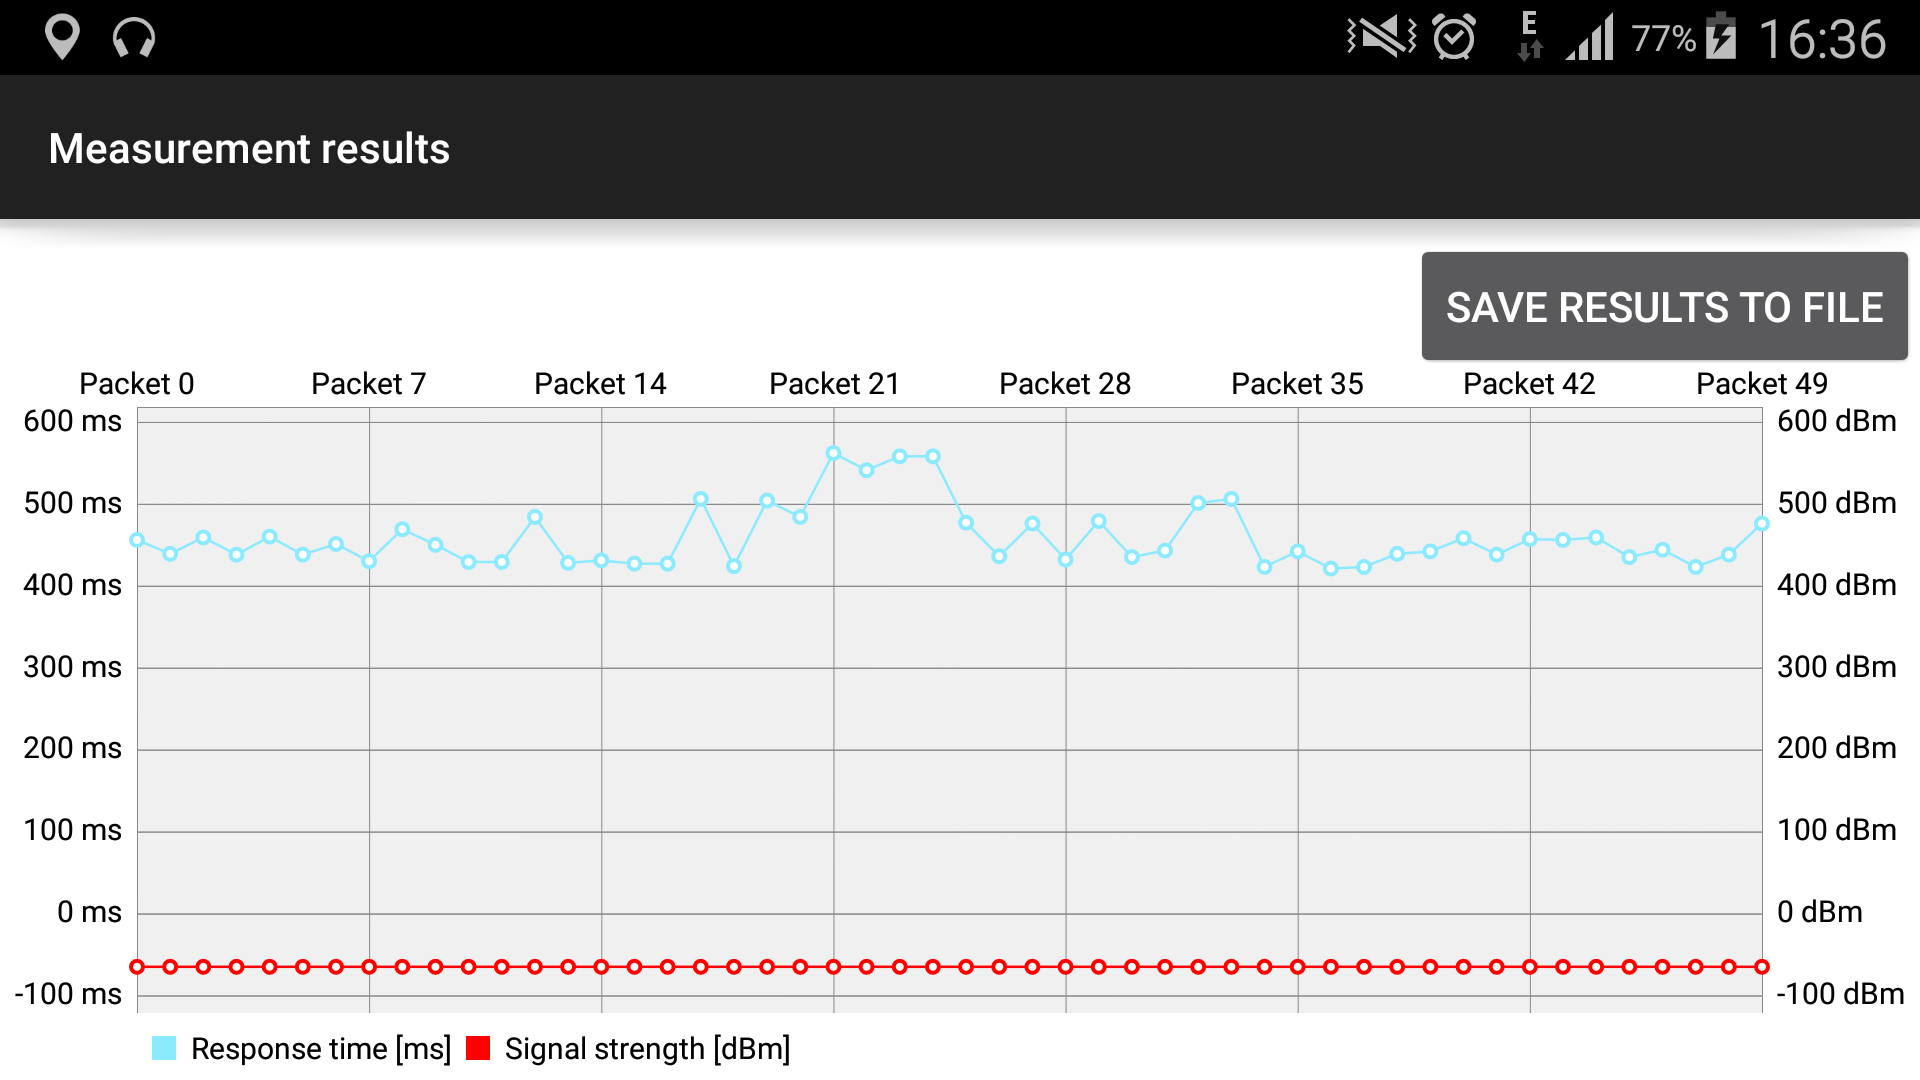 E 77% 16:36
Measurement results
SAVE RESULTS TO FILE
Packet 0 Packet 7 Packet 14 Packet 21 Packet 28 Packet 35 Packet 42 Packet 49
600 ms 600 dBm
500 ms 500 dBm
400 ms 400 dBm
300 ms 300 dBm
200 ms 200 dBm
100 ms 100 dBm
0 ms 0 dBm
-100 ms -100 dBm
Response time [ms] Signal strength [dBm]